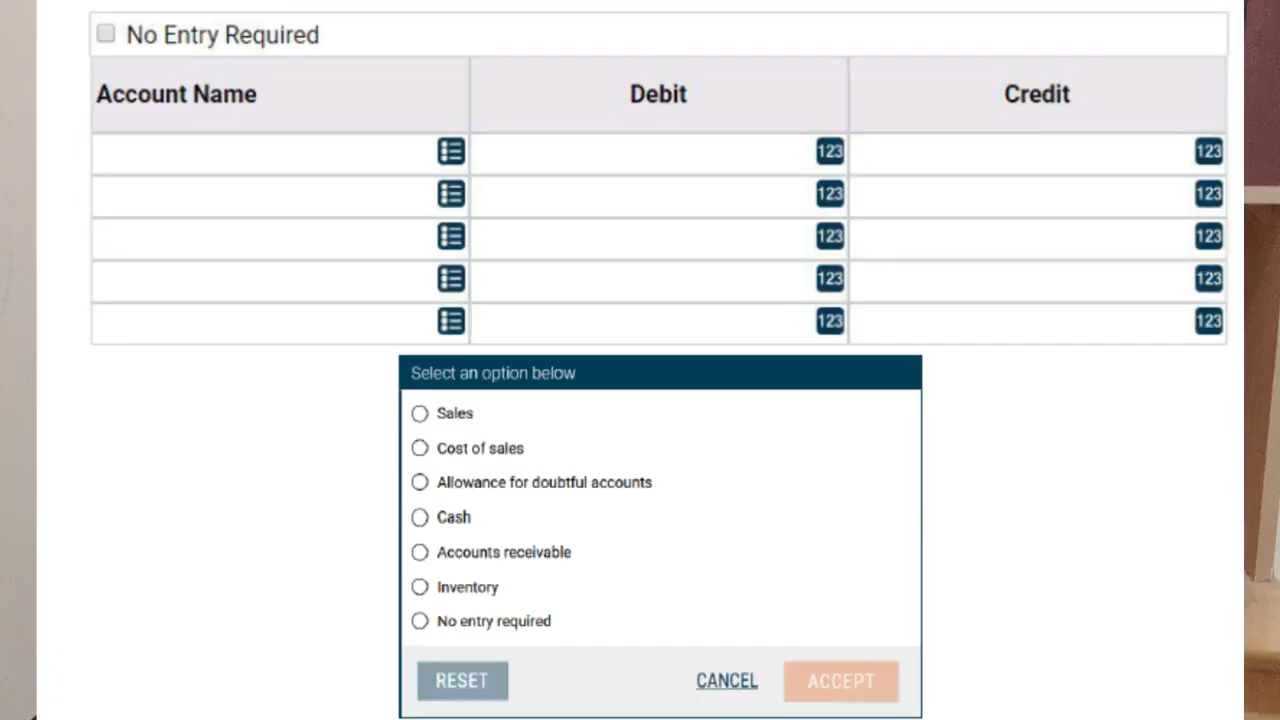 No Entry Required
Account Name Debit Credit
123 123
123 123
123 123
123 123
123 123
Select an option below
Sales
Cost of sales
Allowance for doubtful accounts
Cash
Accounts receivable
Inventory
No entry required
RESET CANCEL ACCEPT